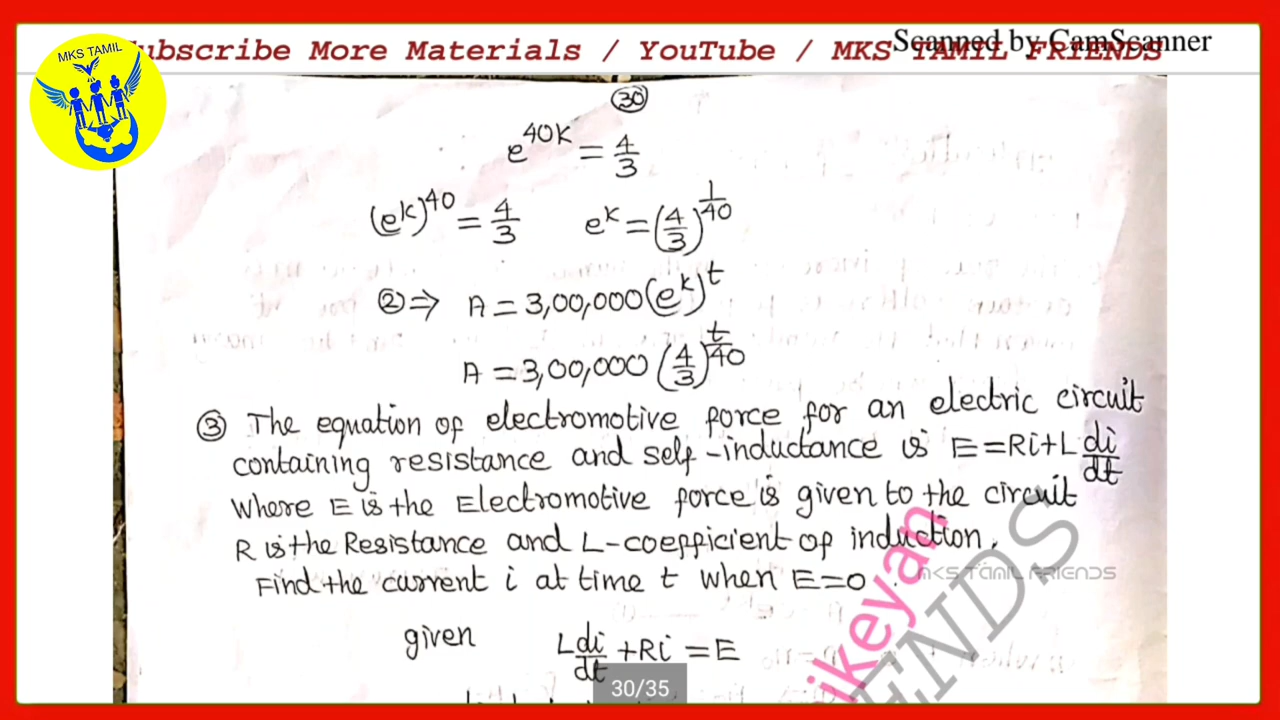 MKS TAMIL
Subscribe More Materials / YouTube / MKS TAMIL FRIENDS
Scanned by CamScanner
30
e^40k = 4/3
(e^k)^40 = 4/3 e^k = (4/3)^1/40
② ⇒ A = 3,00,000 (e^k)^t
A = 3,00,000 (4/3)^t/40
③ The equation of electromotive force for an electric circuit
containing resistance and self-inductance is E = Ri + L di/dt
Where E is the Electromotive force is given to the circuit
R is the Resistance and L-coefficient of induction.
Find the current i at time t when E = 0.
MKS TAMIL FRIENDS
given L di/dt + Ri = E
ikeyan
ENDS
30/35